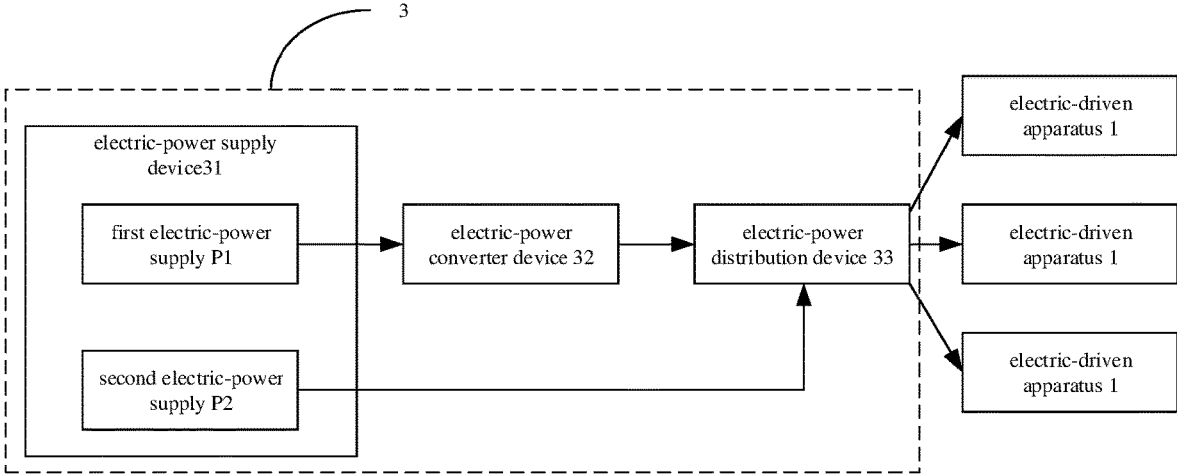 3
electric-power supply
device31
first electric-power
supply P1
electric-power
converter device 32
electric-power
distribution device 33
second electric-power
supply P2
electric-driven
apparatus 1
electric-driven
apparatus 1
electric-driven
apparatus 1